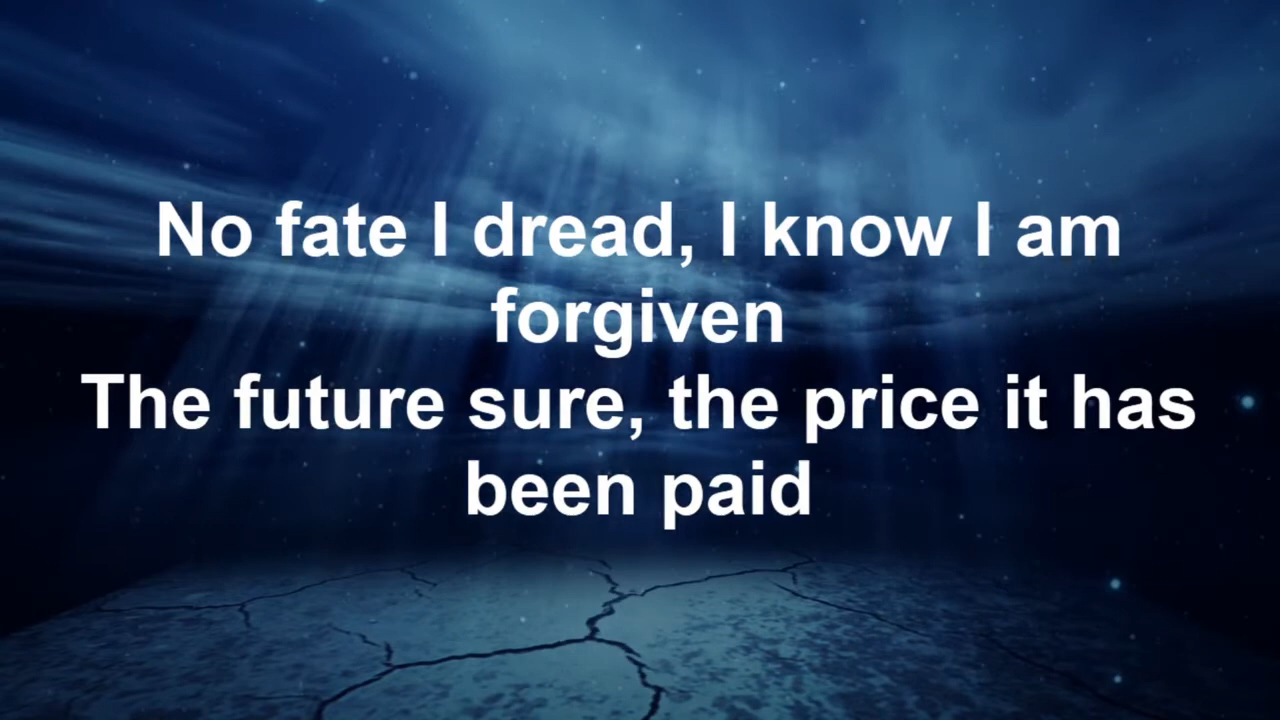 No fate I dread, I know I am
forgiven
The future sure, the price it has
been paid